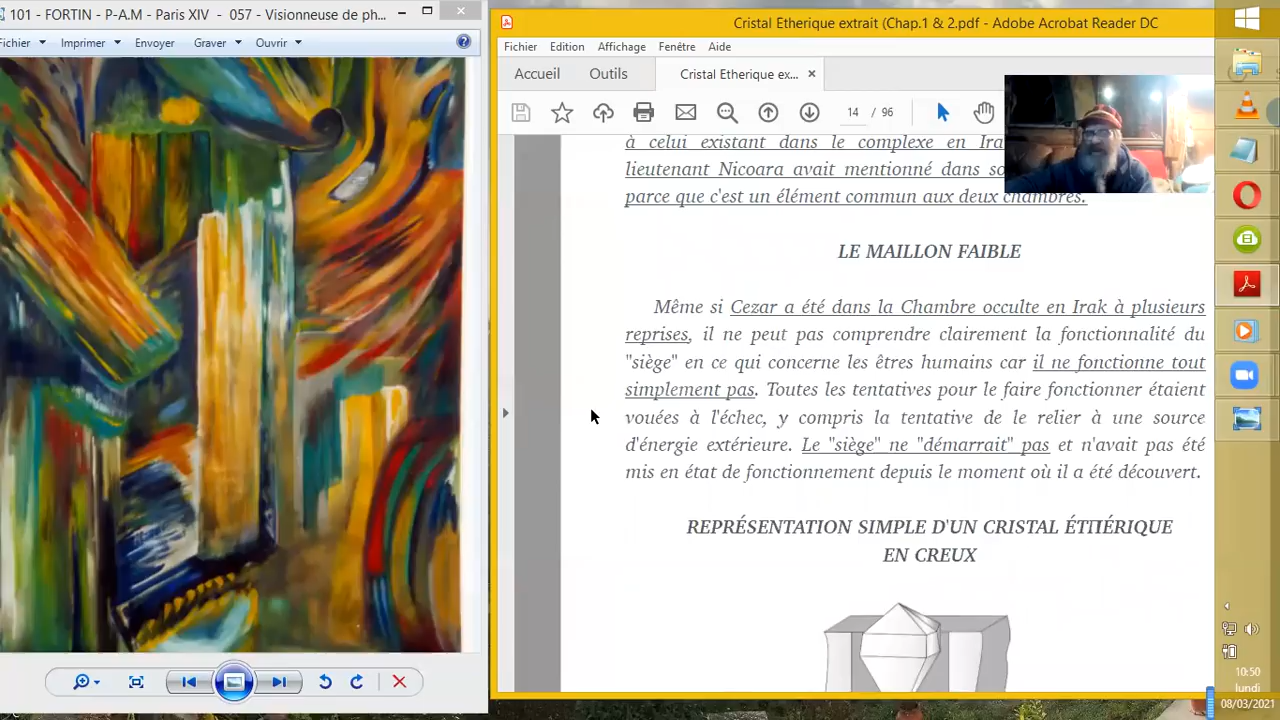 101 - FORTIN - P-A.M - Paris XIV - 057 - Visionneuse de ph...
Fichier Imprimer Envoyer Graver Ouvrir
Cristal Etherique extrait (Chap.1 & 2.pdf - Adobe Acrobat Reader DC
Fichier Edition Affichage Fenêtre Aide
Accueil Outils Cristal Etherique ex... ×
14 / 96
à celui existant dans le complexe en Ira
lieutenant Nicoara avait mentionné dans so
parce que c'est un élément commun aux deux chambres.
LE MAILLON FAIBLE
Même si Cezar a été dans la Chambre occulte en Irak à plusieurs
reprises, il ne peut pas comprendre clairement la fonctionnalité du
"siège" en ce qui concerne les êtres humains car il ne fonctionne tout
simplement pas. Toutes les tentatives pour le faire fonctionner étaient
vouées à l'échec, y compris la tentative de le relier à une source
d'énergie extérieure. Le "siège" ne "démarrait" pas et n'avait pas été
mis en état de fonctionnement depuis le moment où il a été découvert.
REPRÉSENTATION SIMPLE D'UN CRISTAL ÉTHÉRIQUE
EN CREUX
10:50
lundi
08/03/2021